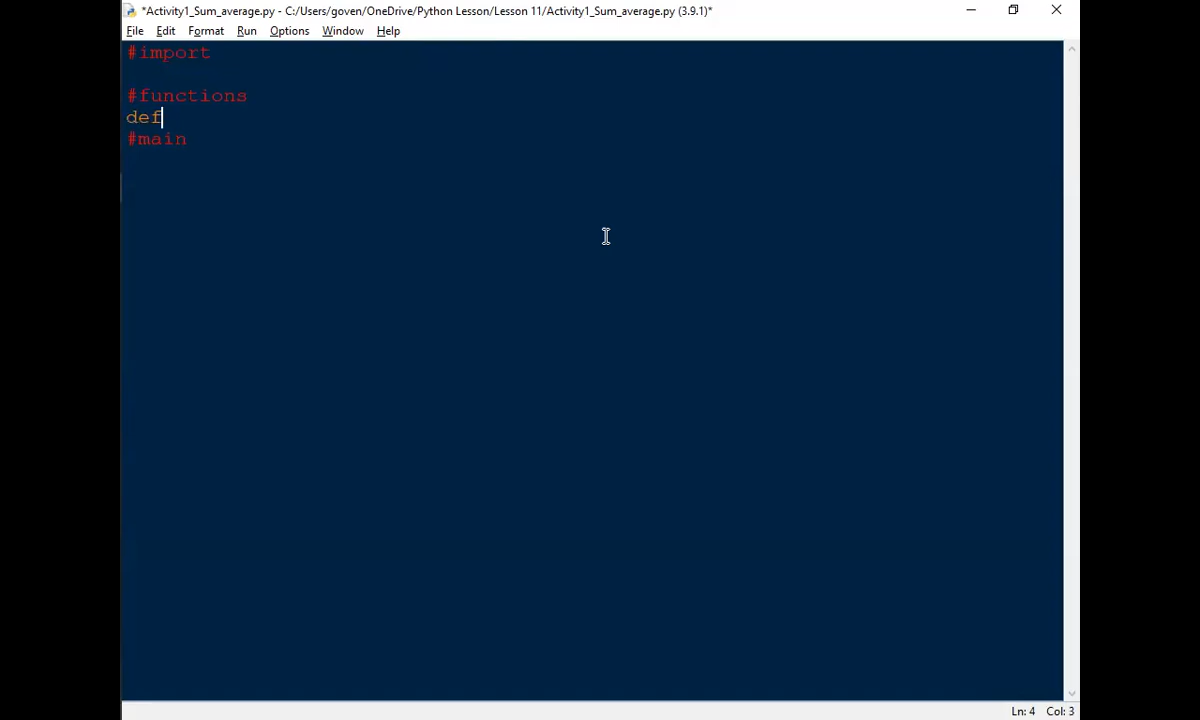 *Activity1_Sum_average.py - C:/Users/goven/OneDrive/Python Lesson/Lesson 11/Activity1_Sum_average.py (3.9.1)*
File Edit Format Run Options Window Help
#import
#functions
def
#main
Ln: 4 Col: 3